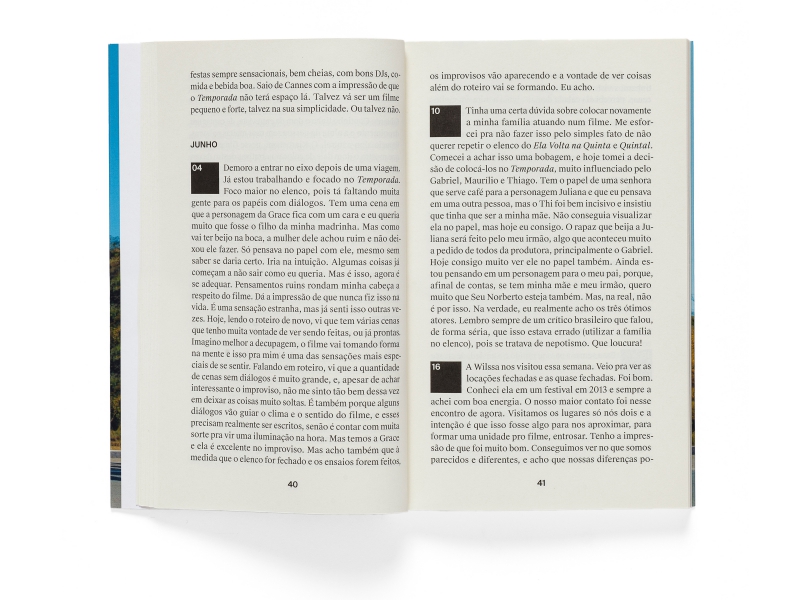 festas sempre sensacionais, bem cheias, com bons DJs, co-
mida e bebida boa. Saio de Cannes com a impressão de que
o Temporada não terá espaço lá. Talvez vá ser um filme
pequeno e forte, talvez na sua simplicidade. Ou talvez não.
JUNHO
04 Demoro a entrar no eixo depois de uma viagem.
Já estou trabalhando e focado no Temporada.
Foco maior no elenco, pois tá faltando muita
gente para os papéis com diálogos. Tem uma cena em
que a personagem da Grace fica com um cara e eu queria
muito que fosse o filho da minha madrinha. Mas como
vai ter beijo na boca, a mulher dele achou ruim e não dei-
xou ele fazer. Só pensava no papel com ele, mesmo sem
saber se daria certo. Iria na intuição. Algumas coisas já
começam a não sair como eu queria. Mas é isso, agora é
se adequar. Pensamentos ruins rondam minha cabeça a
respeito do filme. Dá a impressão de que nunca fiz isso na
vida. É uma sensação estranha, mas já senti isso outras ve-
zes. Hoje, lendo o roteiro de novo, vi que tem várias cenas
que tenho muita vontade de ver sendo feitas, ou já prontas.
Imagino melhor a decupagem, o filme vai tomando forma
na mente e isso pra mim é uma das sensações mais espe-
ciais de se sentir. Falando em roteiro, vi que a quantidade
de cenas sem diálogos é muito grande, e, apesar de achar
interessante o improviso, não me sinto tão bem dessa vez
em deixar as coisas muito soltas. É também porque alguns
diálogos vão guiar o clima e o sentido do filme, e esses
precisam realmente ser escritos, senão é contar com muita
sorte pra vir uma iluminação na hora. Mas temos a Grace
e ela é excelente no improviso. Mas acho também que à
medida que o elenco for fechado e os ensaios forem feitos,
40
os improvisos vão aparecendo e a vontade de ver coisas
além do roteiro vai se formando. Eu acho.
10 Tinha uma certa dúvida sobre colocar novamente
a minha família atuando num filme. Me esfor-
cei pra não fazer isso pelo simples fato de não
querer repetir o elenco do Ela Volta na Quinta e Quintal.
Comecei a achar isso uma bobagem, e hoje tomei a deci-
são de colocá-los no Temporada, muito influenciado pelo
Gabriel, Maurílio e Thiago. Tem o papel de uma senhora
que serve café para a personagem Juliana e que eu pensava
em uma outra pessoa, mas o Thi foi bem incisivo e insistiu
que tinha que ser a minha mãe. Não conseguia visualizar
ela no papel, mas hoje eu consigo. O rapaz que beija a Ju-
liana será feito pelo meu irmão, algo que aconteceu muito
a pedido de todos da produtora, principalmente o Gabriel.
Hoje consigo muito ver ele no papel também. Ainda es-
tou pensando em um personagem para o meu pai, porque,
afinal de contas, se tem minha mãe e meu irmão, quero
muito que Seu Norberto esteja também. Mas, na real, não
é por isso. Na verdade, eu realmente acho os três ótimos
atores. Lembro sempre de um crítico brasileiro que falou,
de forma séria, que isso estava errado (utilizar a família
no elenco), pois se tratava de nepotismo. Que loucura!
16 A Wilssa nos visitou essa semana. Veio pra ver as
locações fechadas e as quase fechadas. Foi bom.
Conheci ela em um festival em 2013 e sempre a
achei com boa energia. O nosso maior contato foi nesse
encontro de agora. Visitamos os lugares só nós dois e a
intenção é que isso fosse algo para nos aproximar, para
formar uma unidade pro filme, entrosar. Tenho a impres-
são de que foi muito bom. Conseguimos ver no que somos
parecidos e diferentes, e acho que nossas diferenças po-
41